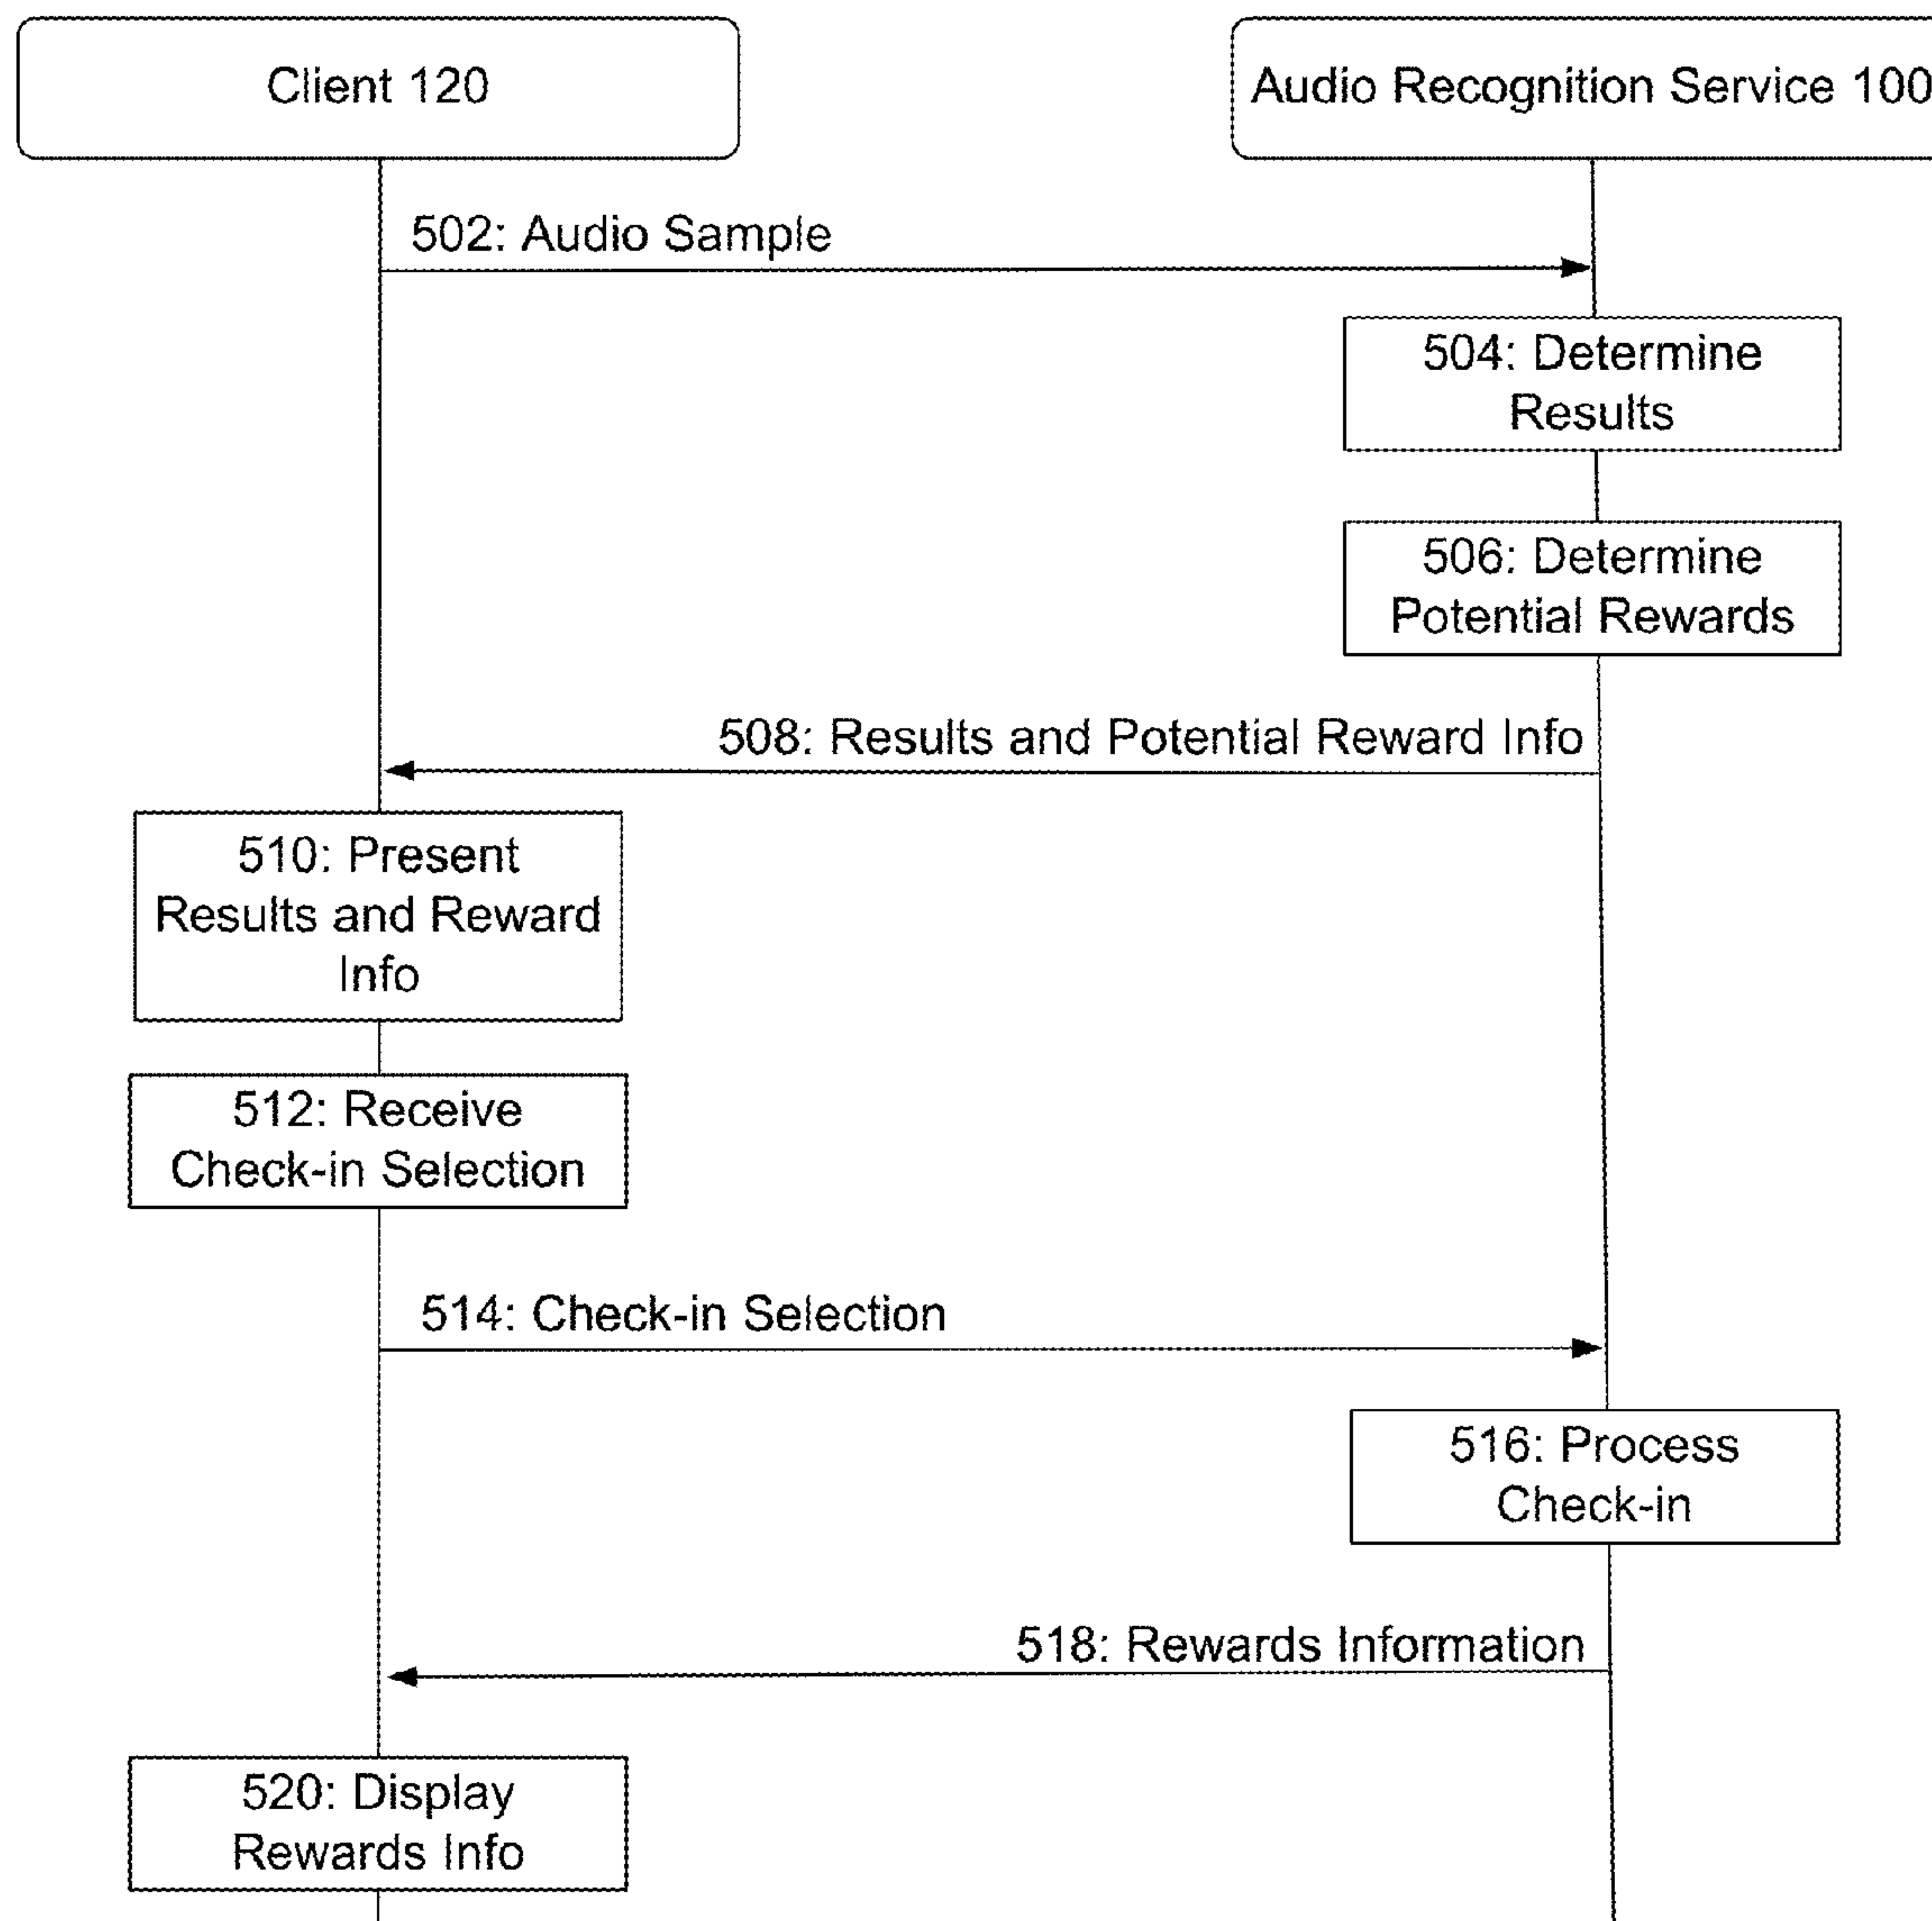 Client 120
Audio Recognition Service 100
502: Audio Sample
504: Determine
Results
506: Determine
Potential Rewards
508: Results and Potential Reward Info
510: Present
Results and Reward
Info
512: Receive
Check-in Selection
514: Check-in Selection
516: Process
Check-in
518: Rewards Information
520: Display
Rewards Info